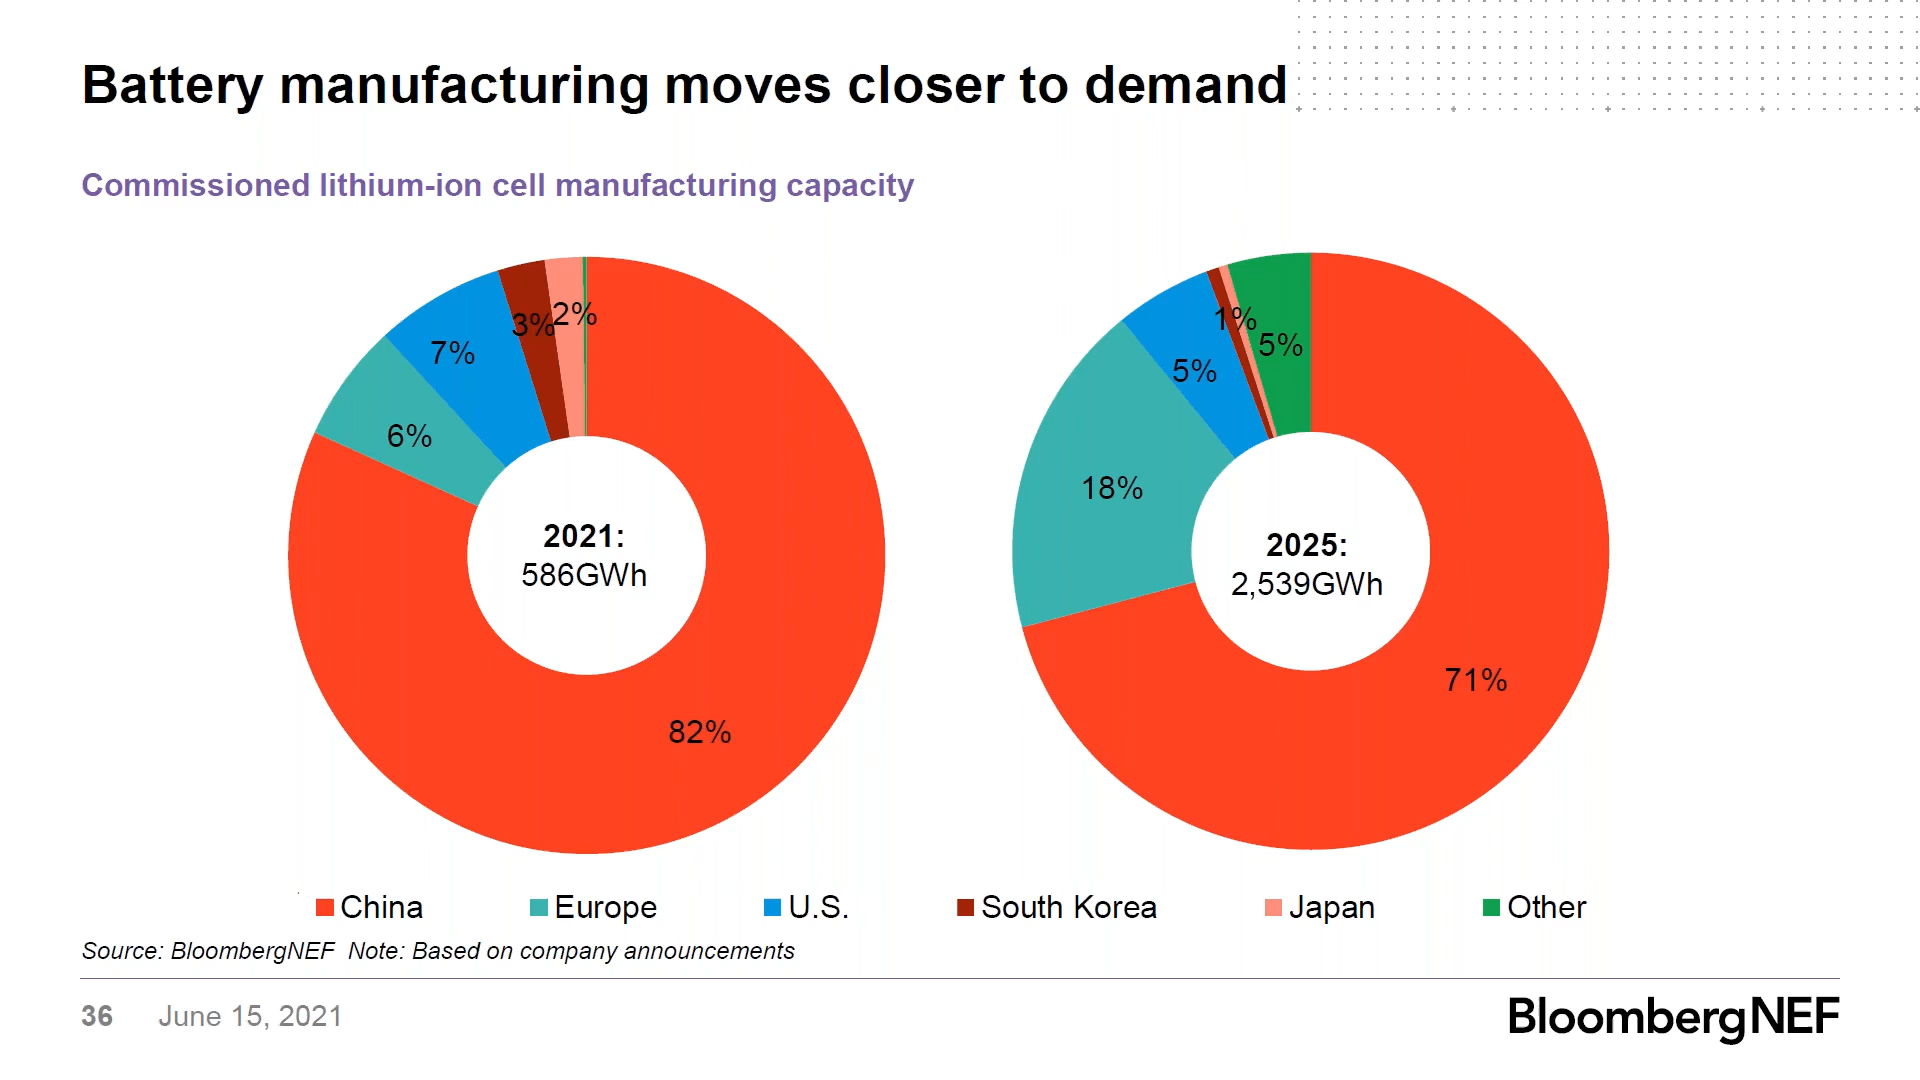 Battery manufacturing moves closer to demand
Commissioned lithium-ion cell manufacturing capacity
2%
3%
7%
6%
2021:
586GWh
82%
1%
5%
5%
18%
2025:
2,539GWh
71%
China
Europe
U.S.
South Korea
Japan
Other
Source: BloombergNEF Note: Based on company announcements
36
June 15, 2021
BloombergNEF